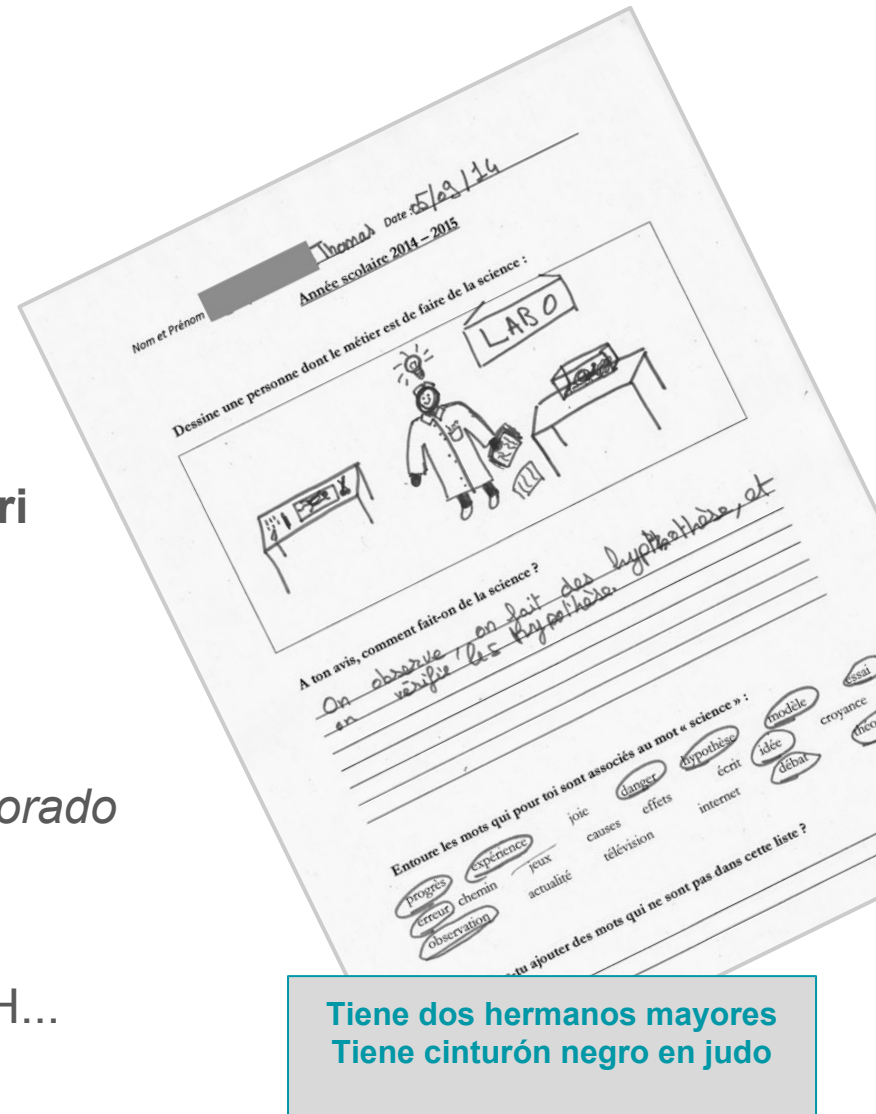 Thomas Date : 05/09/14
Nom et Prénom
Année scolaire 2014 – 2015
Dessine une personne dont le métier est de faire de la science :
LABO
A ton avis, comment fait-on de la science ?
On observe, on fait des hypthothèse, et
on vérifie les hypothèse.
Entoure les mots qui pour toi sont associés au mot « science » :
progrès expérience joie danger hypothèse modèle essai
erreur chemin jeux causes effets écrit idée croyance
observation actualité télévision internet débat
-tu ajouter des mots qui ne sont pas dans cette liste ?
ri
orado
H...
Tiene dos hermanos mayores
Tiene cinturón negro en judo